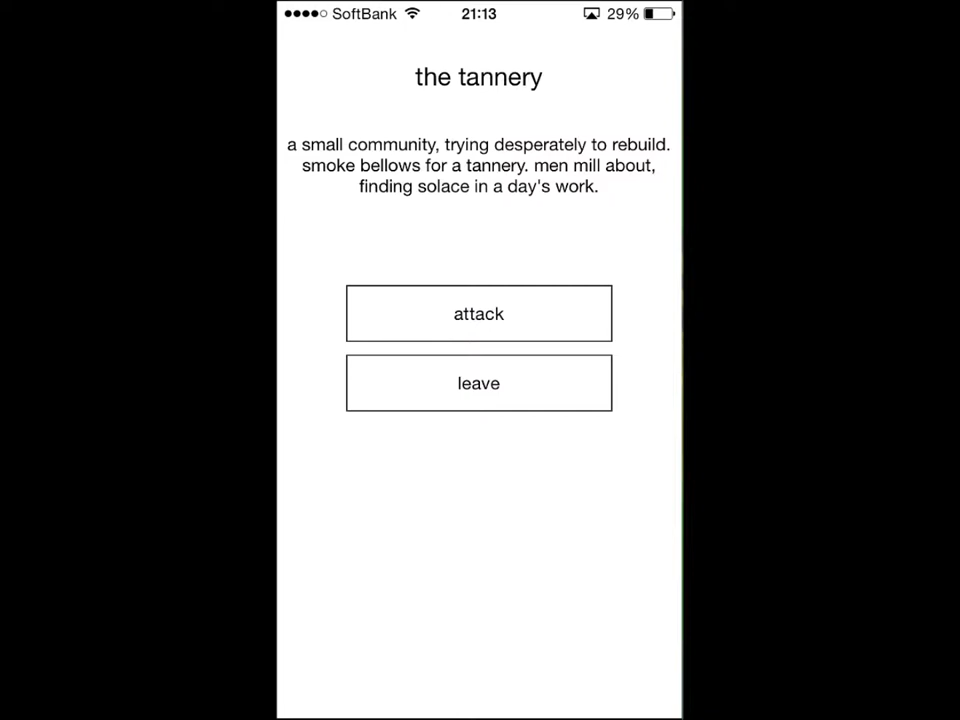 SoftBank 21:13 29%
the tannery
a small community, trying desperately to rebuild.
smoke bellows for a tannery. men mill about,
finding solace in a day's work.
attack
leave